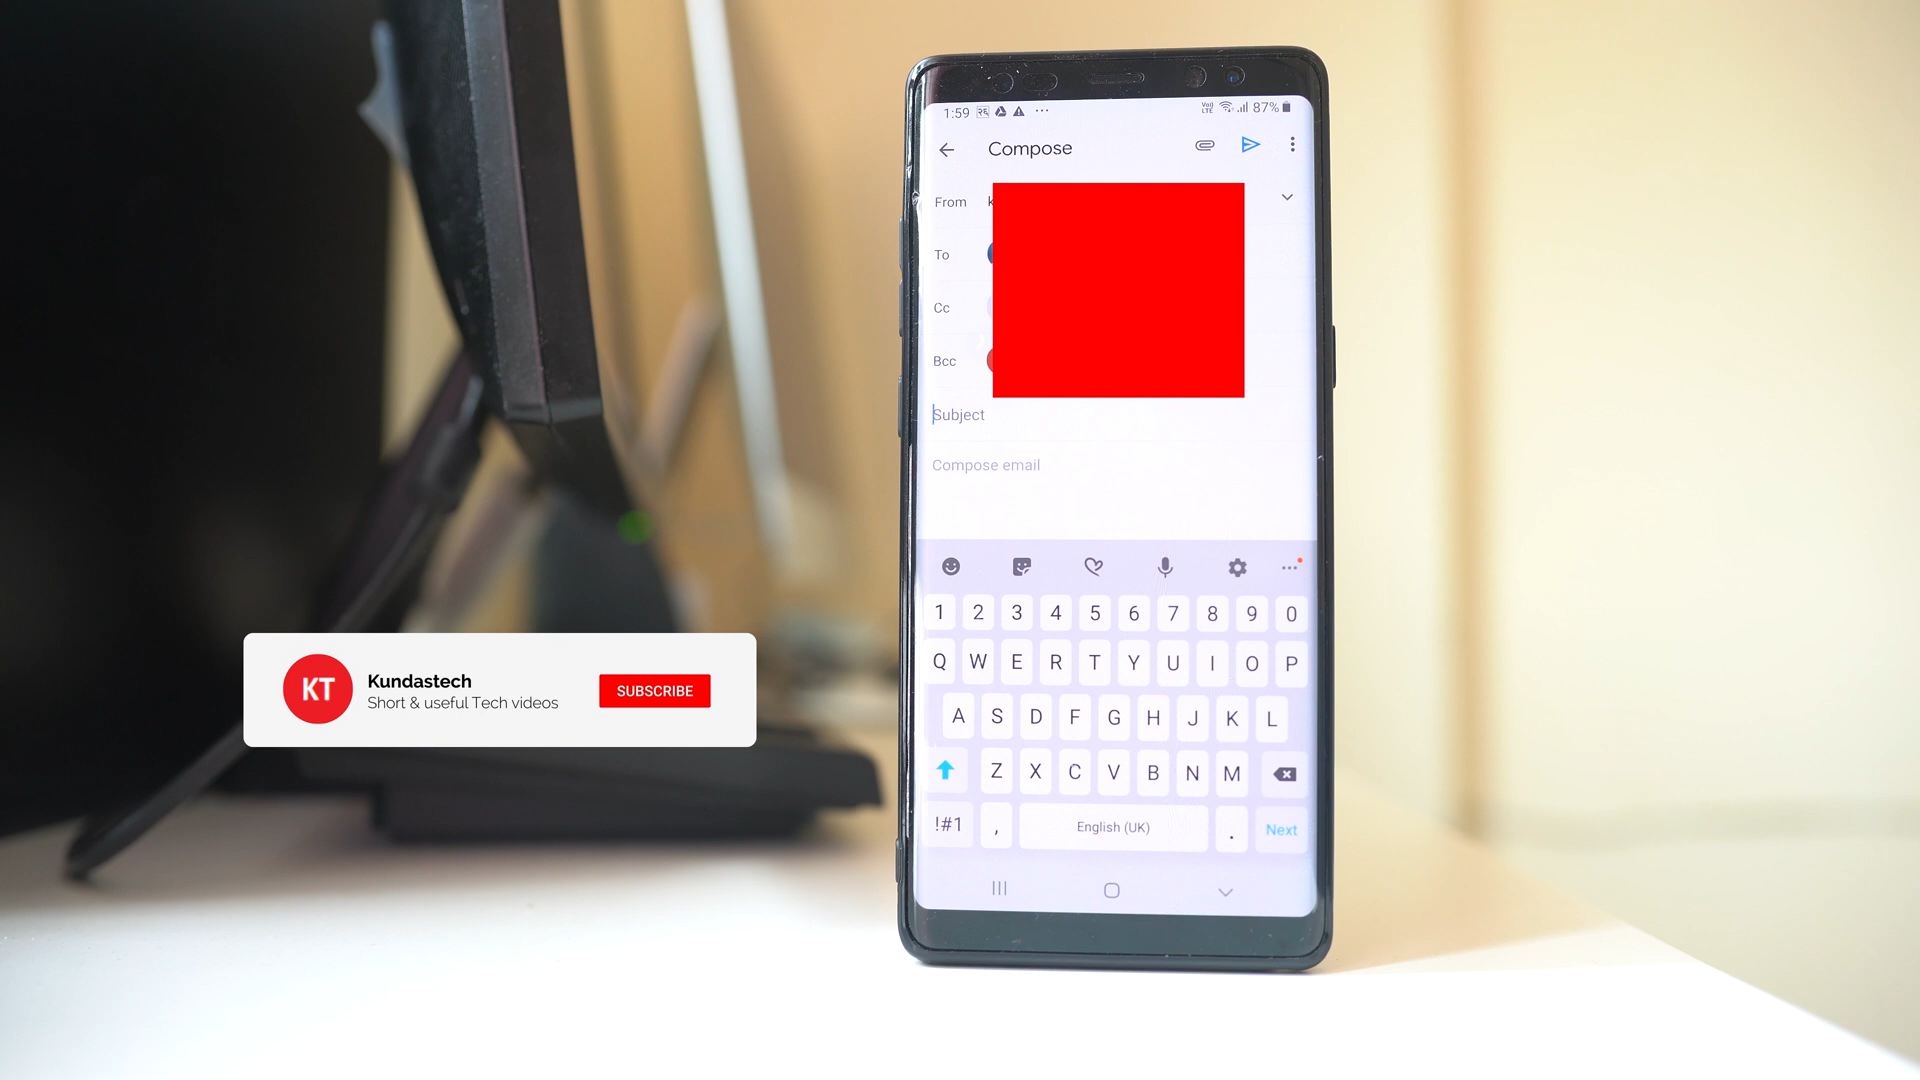 1:59 87%
Compose
From k
To
Cc
Bcc
Subject
Compose email
1 2 3 4 5 6 7 8 9 0
Q W E R T Y U I O P
A S D F G H J K L
Z X C V B N M
!#1 , English (UK) . Next
KT
Kundastech
Short & useful Tech videos
SUBSCRIBE